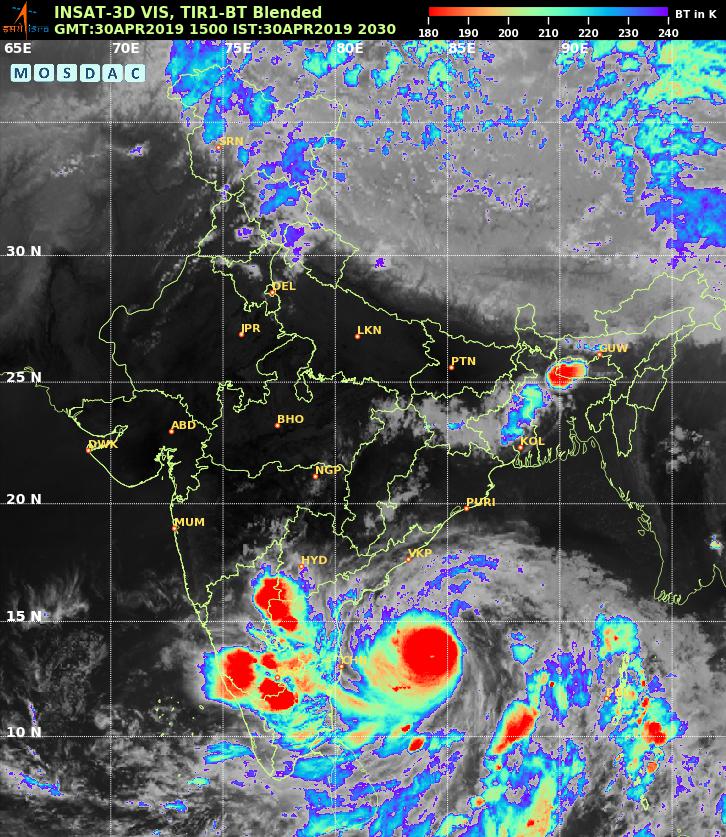 INSAT-3D VIS, TIR1-BT Blended
GMT:30APR2019 1500 IST:30APR2019 2030
BT in K
180 190 200 210 220 230 240
65E 70E 75E 80E 85E 90E
MOSDAC
SRN
30 N
DEL
JPR LKN
GUW
PTN
25 N
ABD BHO
DWK KOL
NGP
20 N PURI
MUM
VKP
HYD
15 N
CHN
10 N